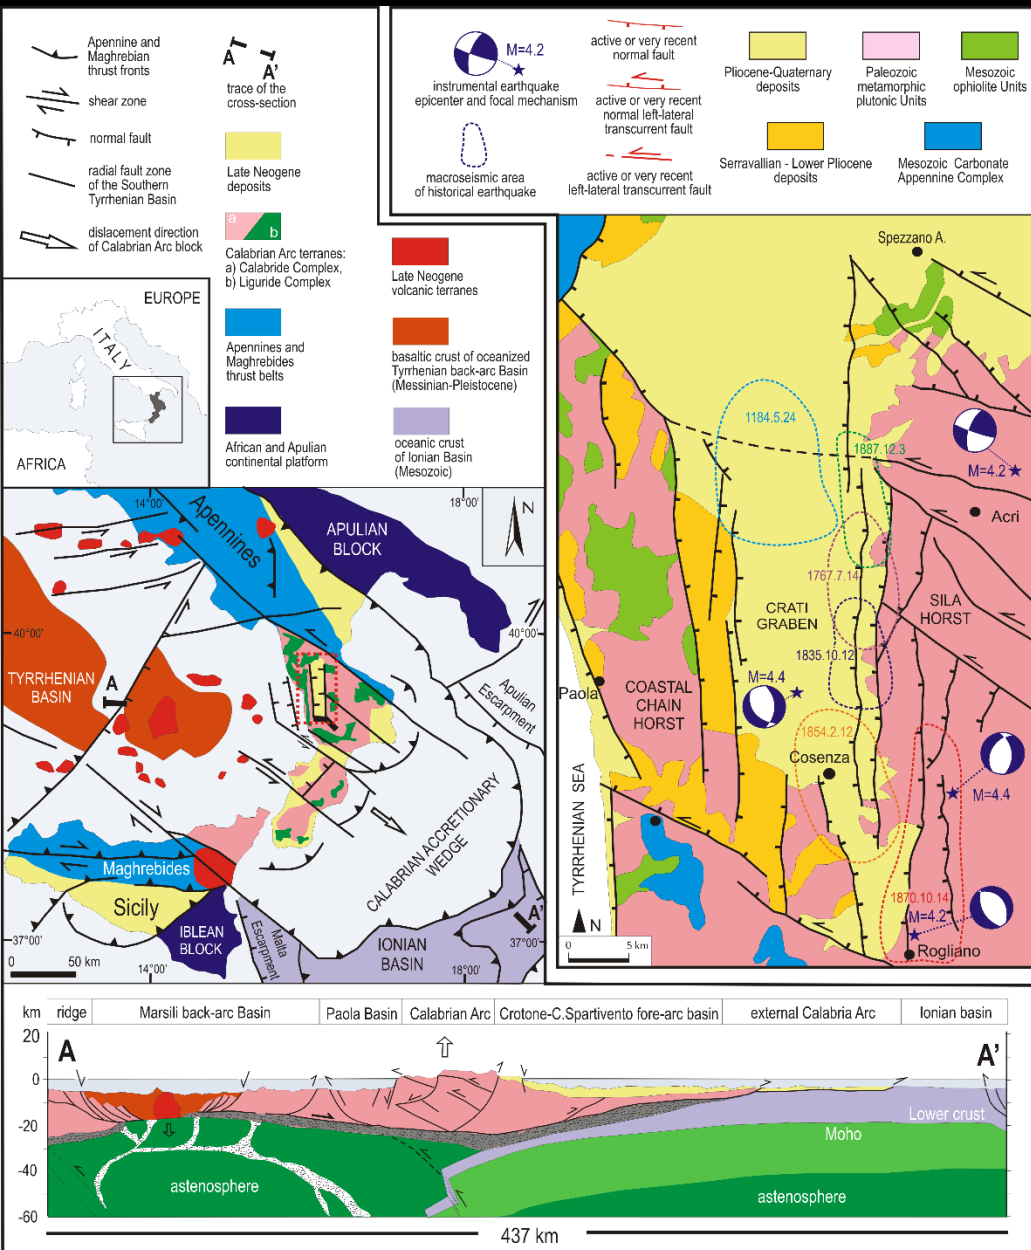 Apennine and
Maghrebian
thrust fronts
shear zone
normal fault
radial fault zone
of the Southern
Tyrrhenian Basin
dislacement direction
of Calabrian Arc block
A
A'
trace of the
cross-section
Late Neogene
deposits
a
b
Calabrian Arc terranes:
a) Calabride Complex,
b) Liguride Complex
Apennines and
Maghrebides
thrust belts
African and Apulian
continental platform
Late Neogene
volcanic terranes
basaltic crust of oceanized
Tyrrhenian back-arc Basin
(Messinian-Pleistocene)
oceanic crust
of Ionian Basin
(Mesozoic)
M=4.2
instrumental earthquake
epicenter and focal mechanism
macroseismic area
of historical earthquake
active or very recent
normal fault
active or very recent
normal left-lateral
transcurrent fault
active or very recent
left-lateral transcurrent fault
Pliocene-Quaternary
deposits
Paleozoic
metamorphic
plutonic Units
Mesozoic
ophiolite Units
Serravallian - Lower Pliocene
deposits
Mesozoic Carbonate
Apennine Complex
EUROPE
ITALY
AFRICA
14°00'
18°00'
N
Apennines
APULIAN
BLOCK
40°00'
40°00'
TYRRHENIAN
BASIN
A
Apulian
Escarpment
CALABRIAN ACCRETIONARY
WEDGE
Maghrebides
Sicily
IBLEAN
BLOCK
Malta
Escarpment
IONIAN
BASIN
A'
37°00'
37°00'
0 50 km
14°00'
18°00'
Spezzano A.
1184.5.24
1887.12.3
M=4.2
Acri
1767.7.14
CRATI
GRABEN
SILA
HORST
1835.10.12
M=4.4
Paola
COASTAL
CHAIN
HORST
1854.2.12
Cosenza
M=4.4
TYRRHENIAN SEA
1870.10.14
M=4.2
Rogliano
N
0 5 km
km
ridge
Marsili back-arc Basin
Paola Basin
Calabrian Arc
Crotone-C.Spartivento fore-arc basin
external Calabria Arc
Ionian basin
20
A
A'
0
-20
Lower crust
Moho
-40
astenosphere
astenosphere
-60
437 km